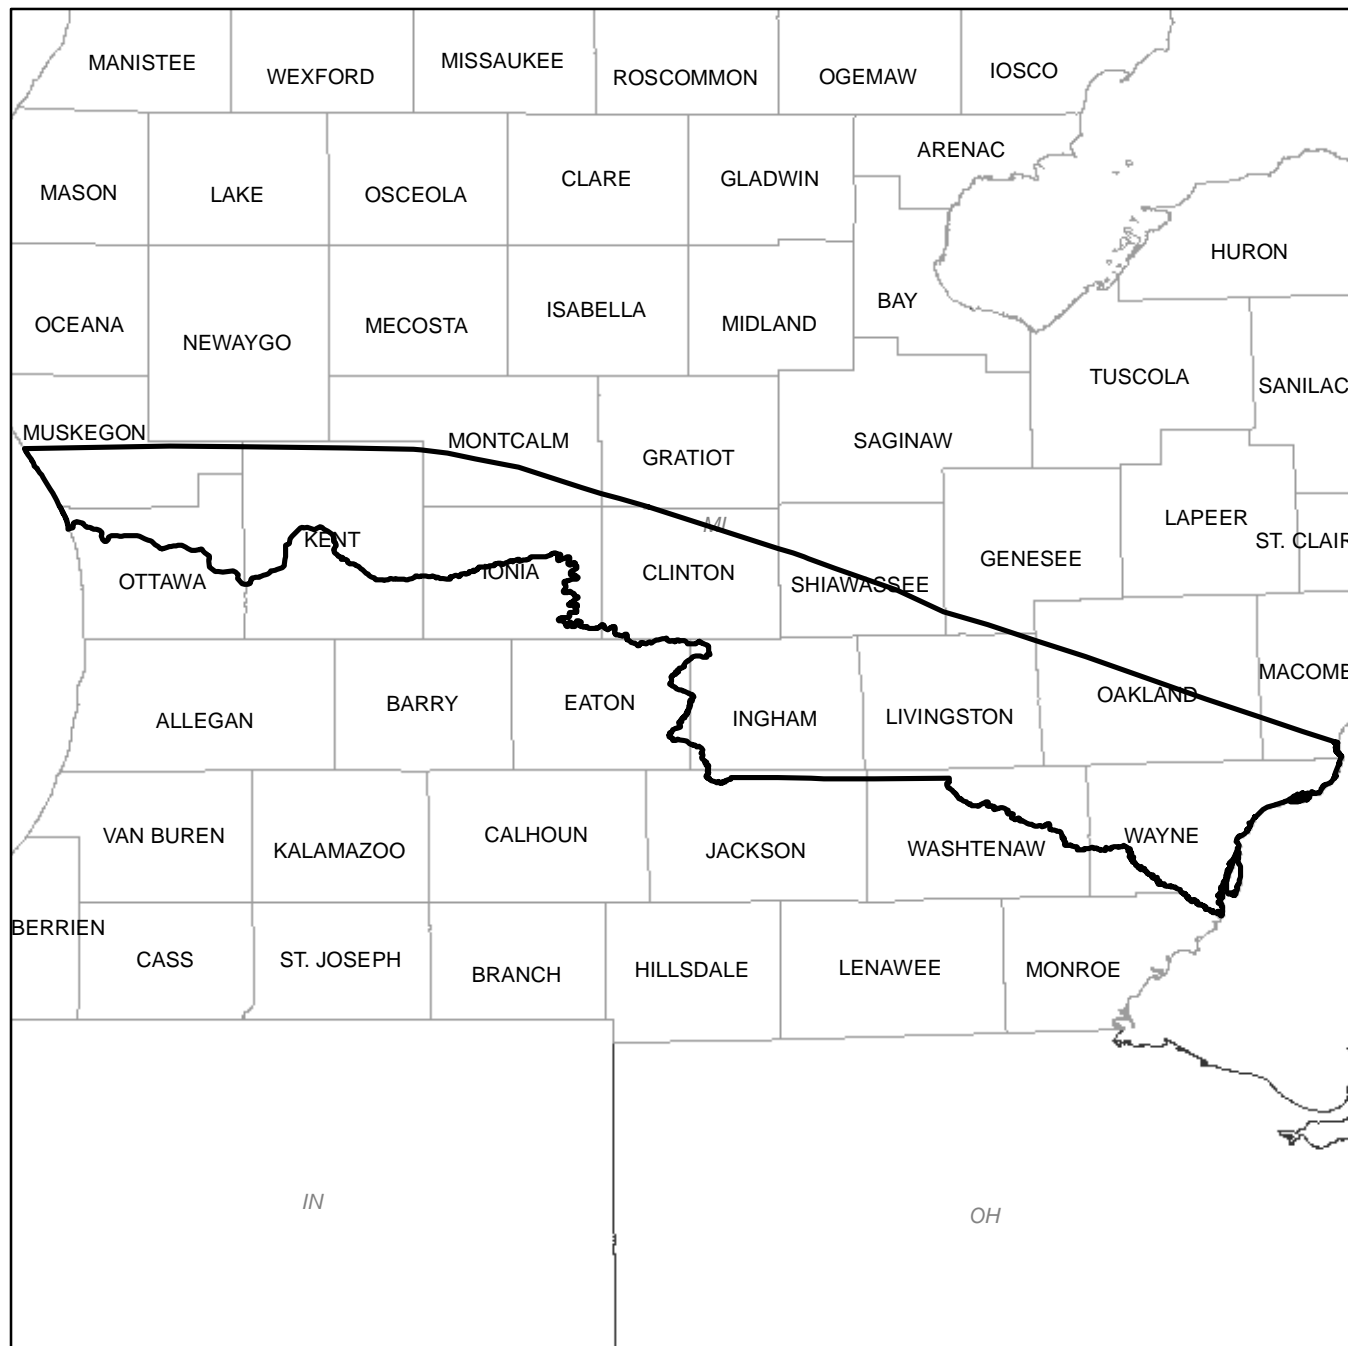 MANISTEE
WEXFORD
MISSAUKEE
ROSCOMMON
OGEMAW
IOSCO
ARENAC
MASON
LAKE
OSCEOLA
CLARE
GLADWIN
HURON
OCEANA
NEWAYGO
MECOSTA
ISABELLA
MIDLAND
BAY
TUSCOLA
SANILAC
MUSKEGON
MONTCALM
GRATIOT
SAGINAW
MI
LAPEER
KENT
ST. CLAIR
OTTAWA
IONIA
CLINTON
SHIAWASSEE
GENESEE
ALLEGAN
BARRY
EATON
INGHAM
LIVINGSTON
OAKLAND
MACOMB
VAN BUREN
KALAMAZOO
CALHOUN
JACKSON
WASHTENAW
WAYNE
BERRIEN
CASS
ST. JOSEPH
BRANCH
HILLSDALE
LENAWEE
MONROE
IN
OH